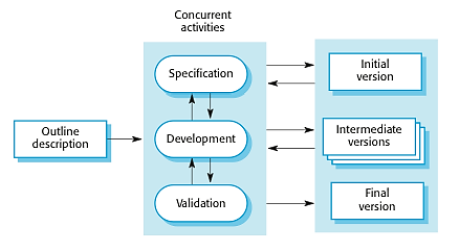 Concurrent
activities
Specification
Initial
version
Outline
description
Development
Intermediate
versions
Validation
Final
version